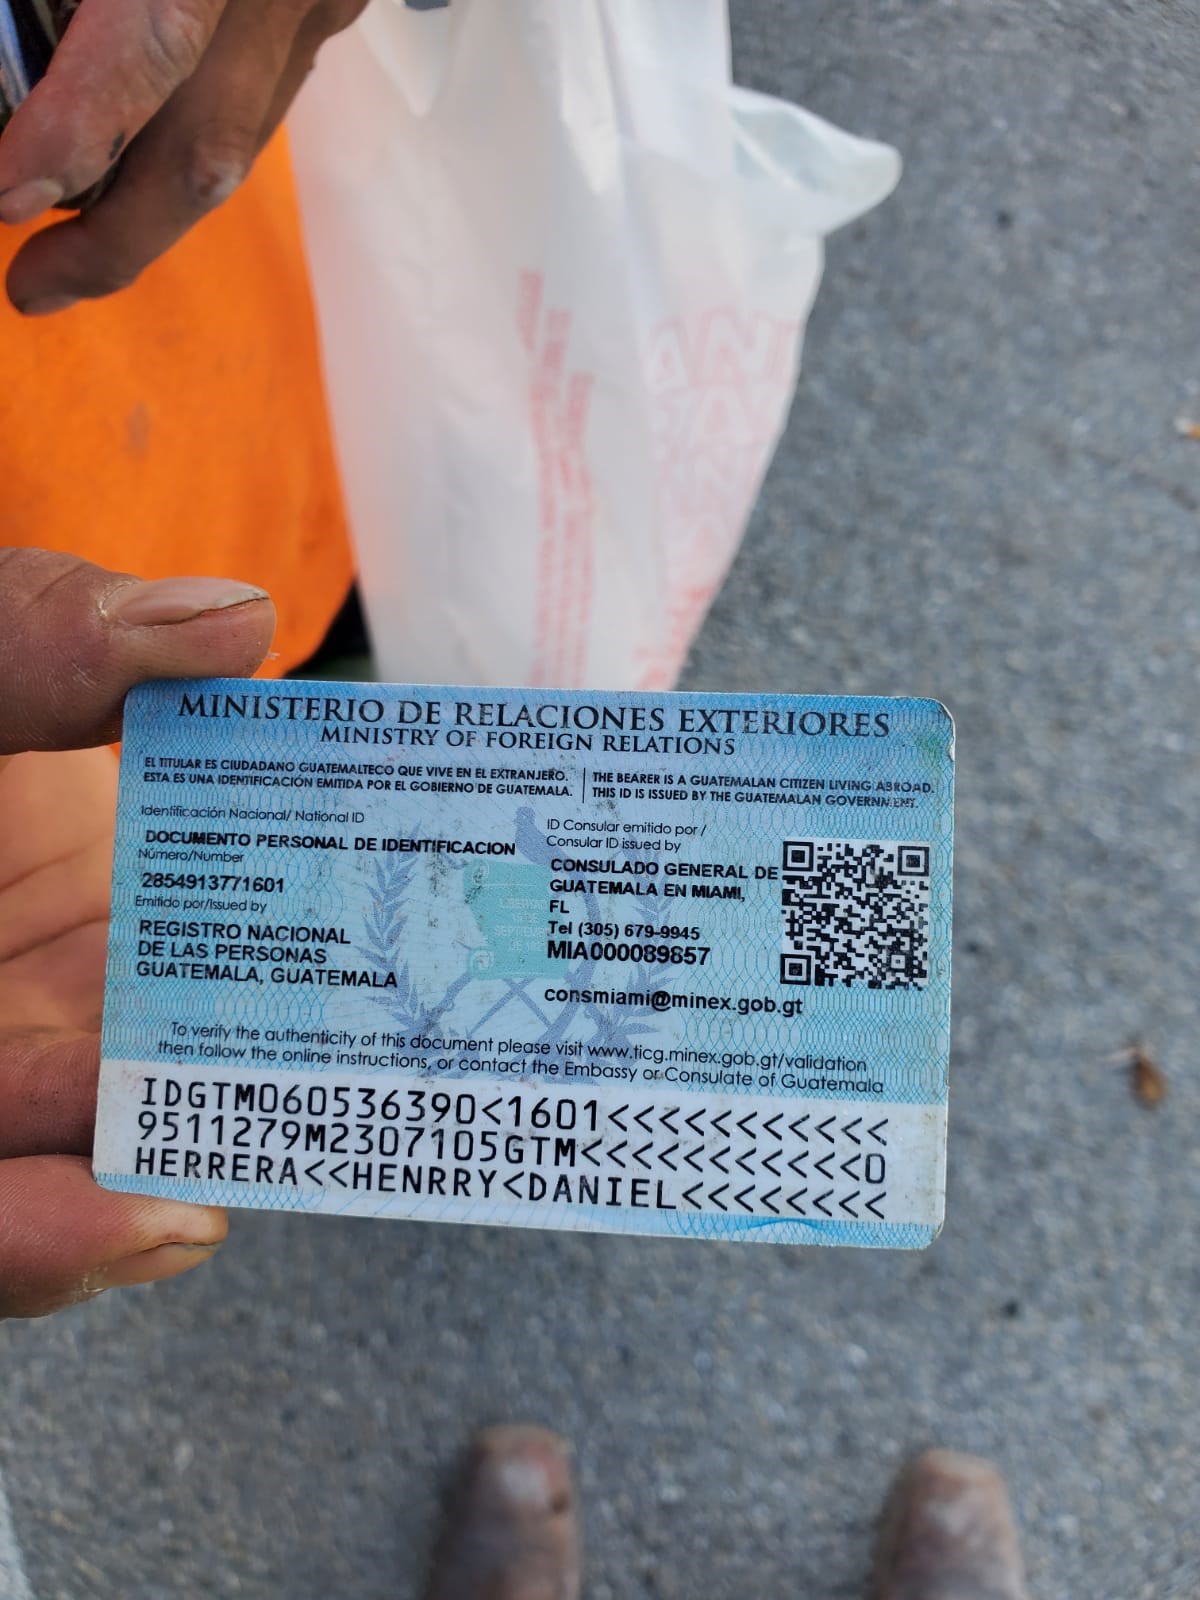 MINISTERIO DE RELACIONES EXTERIORES
MINISTRY OF FOREIGN RELATIONS
EL TITULAR ES CIUDADANO GUATEMALTECO QUE VIVE EN EL EXTRANJERO.
ESTA ES UNA IDENTIFICACIÓN EMITIDA POR EL GOBIERNO DE GUATEMALA.
THE BEARER IS A GUATEMALAN CITIZEN LIVING ABROAD.
THIS ID IS ISSUED BY THE GUATEMALAN GOVERNMENT.
Identificación Nacional/ National ID
DOCUMENTO PERSONAL DE IDENTIFICACION
Número/Number
2854913771601
Emitido por/Issued by
REGISTRO NACIONAL
DE LAS PERSONAS
GUATEMALA, GUATEMALA
ID Consular emitido por /
Consular ID issued by
CONSULADO GENERAL DE
GUATEMALA EN MIAMI,
FL
Tel (305) 679-9945
MIA000089857
consmiami@minex.gob.gt
To verify the authenticity of this document please visit www.ticg.minex.gob.gt/validation
then follow the online instructions, or contact the Embassy or Consulate of Guatemala
IDGTM060536390<1601<<<<<<<<<<<
9511279M2307105GTM<<<<<<<<<<<0
HERRERA<<HENRRY<DANIEL<<<<<<<<